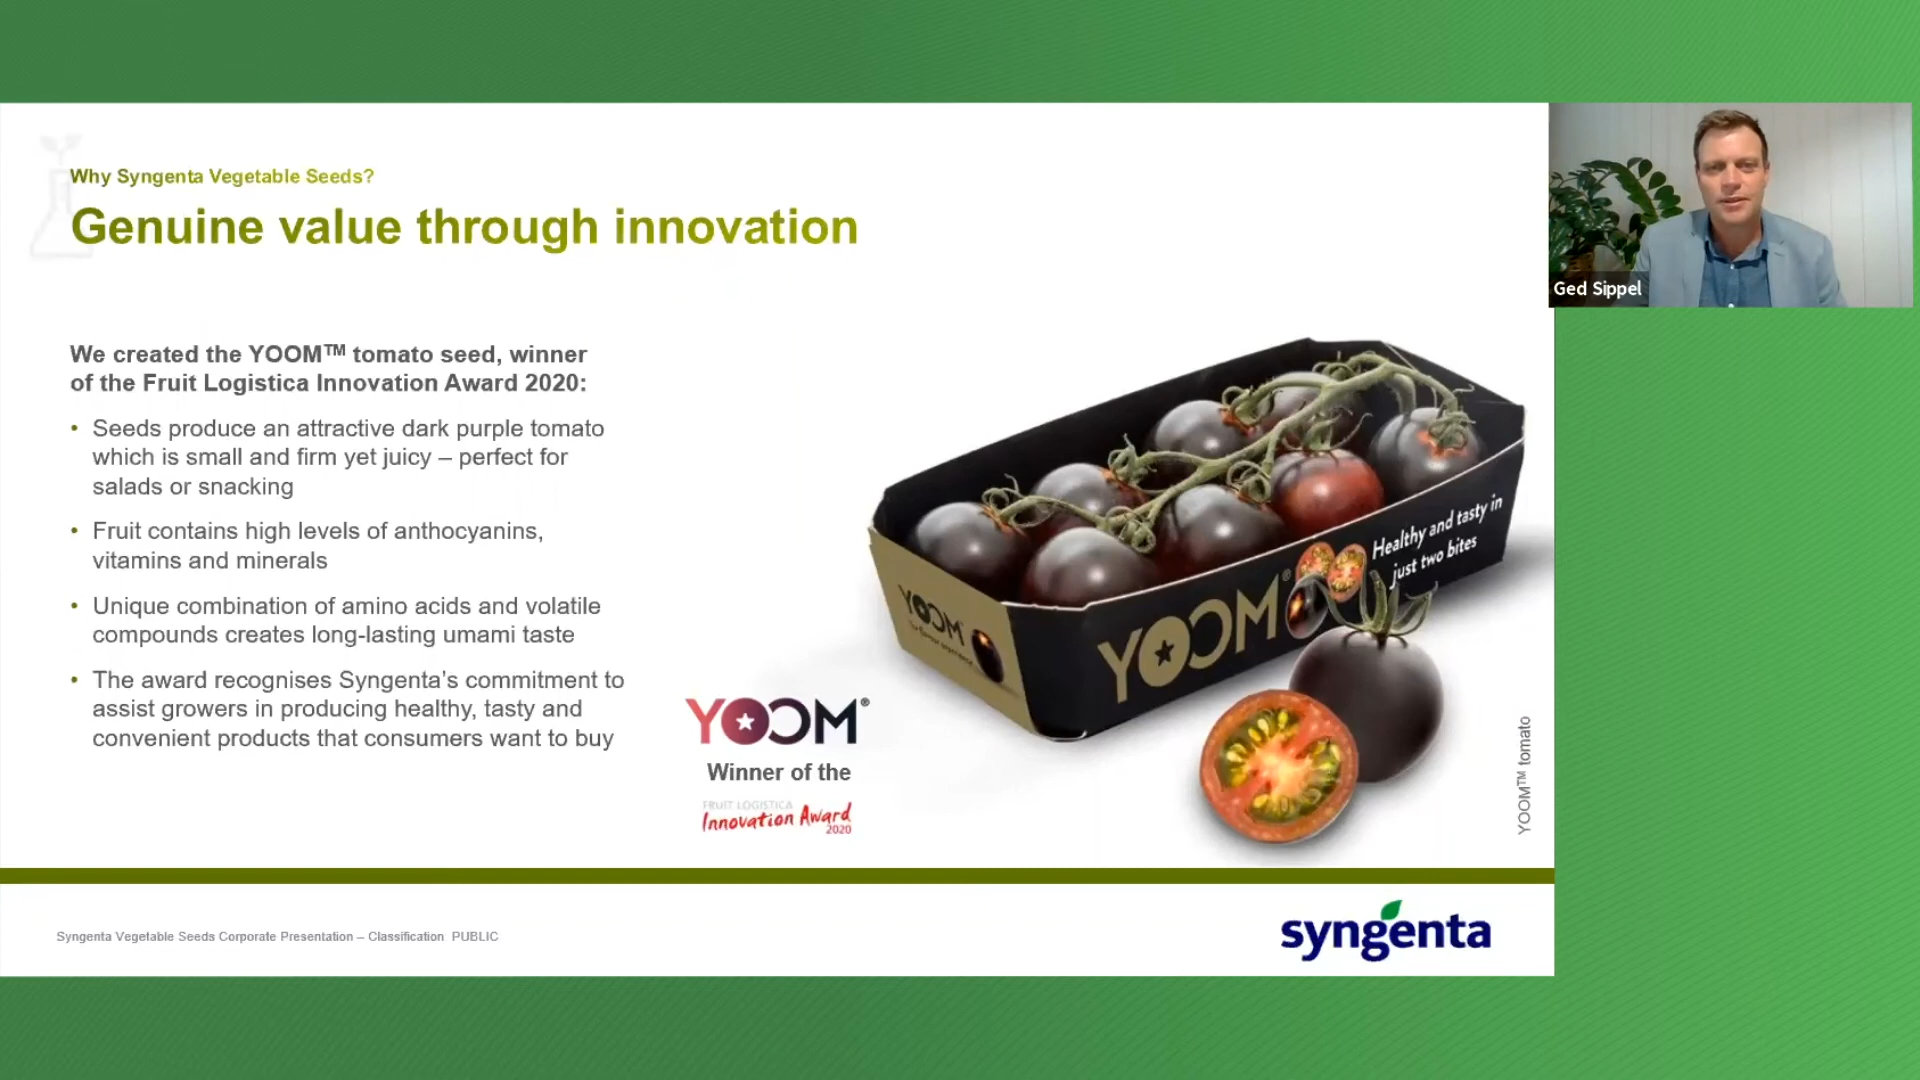 Why Syngenta Vegetable Seeds?
Genuine value through innovation
Ged Sippel
We created the YOOM™ tomato seed, winner
of the Fruit Logistica Innovation Award 2020:
• Seeds produce an attractive dark purple tomato
which is small and firm yet juicy – perfect for
salads or snacking
• Fruit contains high levels of anthocyanins,
vitamins and minerals
• Unique combination of amino acids and volatile
compounds creates long-lasting umami taste
• The award recognises Syngenta's commitment to
assist growers in producing healthy, tasty and
convenient products that consumers want to buy
YOOM®
Winner of the
FRUIT LOGISTICA
Innovation Award
2020
YOOM
YOOM®
Healthy and tasty in
just two bites
YOOM™ tomato
Syngenta Vegetable Seeds Corporate Presentation – Classification PUBLIC
syngenta